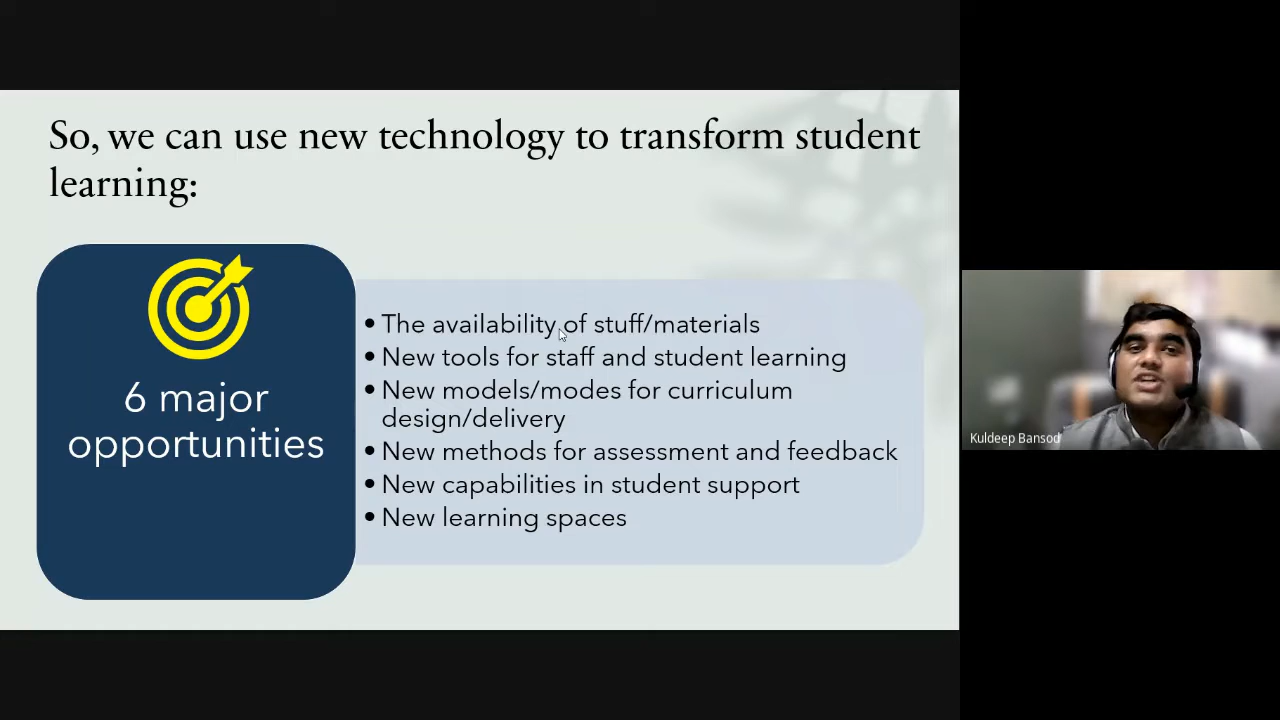 So, we can use new technology to transform student
learning:
6 major
opportunities
• The availability of stuff/materials
• New tools for staff and student learning
• New models/modes for curriculum
design/delivery
• New methods for assessment and feedback
• New capabilities in student support
• New learning spaces
Kuldeep Bansod